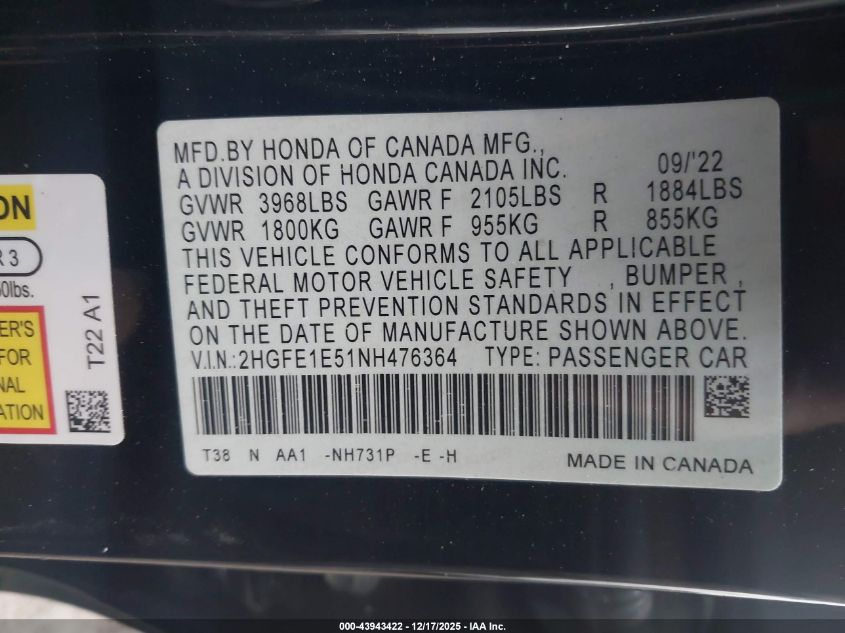 ON
R 3
50lbs.
ER'S
FOR
NAL
ATION
T22 A1
MFD.BY HONDA OF CANADA MFG.,
A DIVISION OF HONDA CANADA INC. 09/'22
GVWR 3968LBS GAWR F 2105LBS R 1884LBS
GVWR 1800KG GAWR F 955KG R 855KG
THIS VEHICLE CONFORMS TO ALL APPLICABLE
FEDERAL MOTOR VEHICLE SAFETY , BUMPER ,
AND THEFT PREVENTION STANDARDS IN EFFECT
ON THE DATE OF MANUFACTURE SHOWN ABOVE.
V.I.N.:2HGFE1E51NH476364 TYPE: PASSENGER CAR
T38 N AA1 -NH731P -E -H
MADE IN CANADA
000-43943422 - 12/17/2025 - IAA Inc.